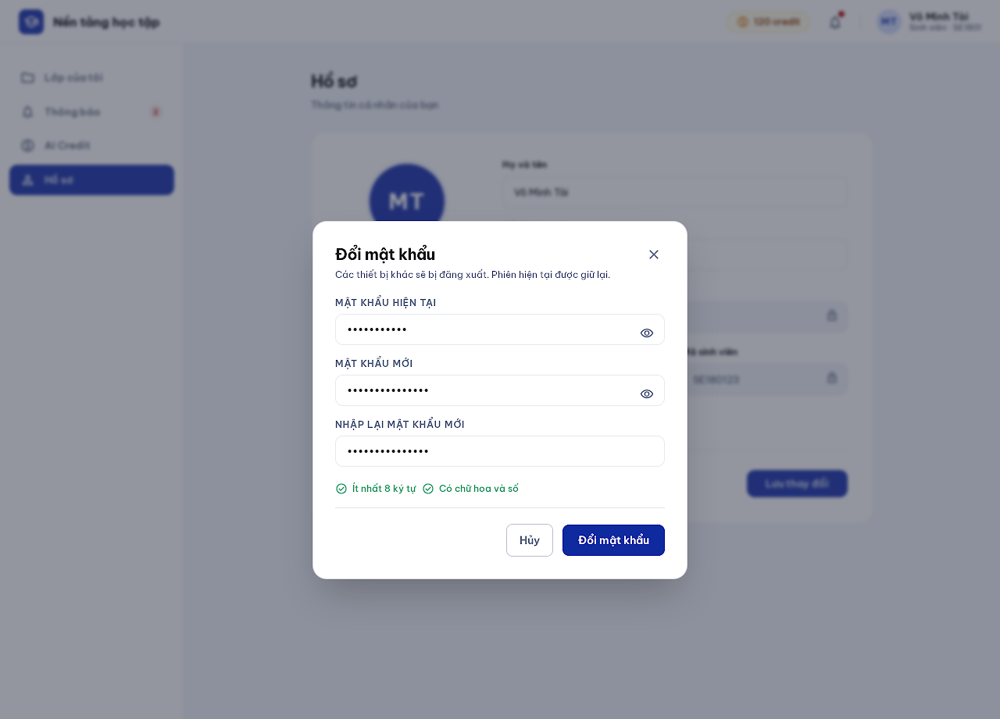 Nền tảng học tập
120 credit
MT
Võ Minh Tài
Sinh viên · SE1801
Lớp của tôi
Thông báo
AI Credit
Hồ sơ
Hồ sơ
Thông tin cá nhân của bạn
MT
Họ và tên
Võ Minh Tài
Đổi mật khẩu
Các thiết bị khác sẽ bị đăng xuất. Phiên hiện tại được giữ lại.
MẬT KHẨU HIỆN TẠI
•••••••••••
MẬT KHẨU MỚI
•••••••••••••••
NHẬP LẠI MẬT KHẨU MỚI
•••••••••••••••
Ít nhất 8 ký tự
Có chữ hoa và số
Hủy
Đổi mật khẩu
sinh viên
SE180123
Lưu thay đổi